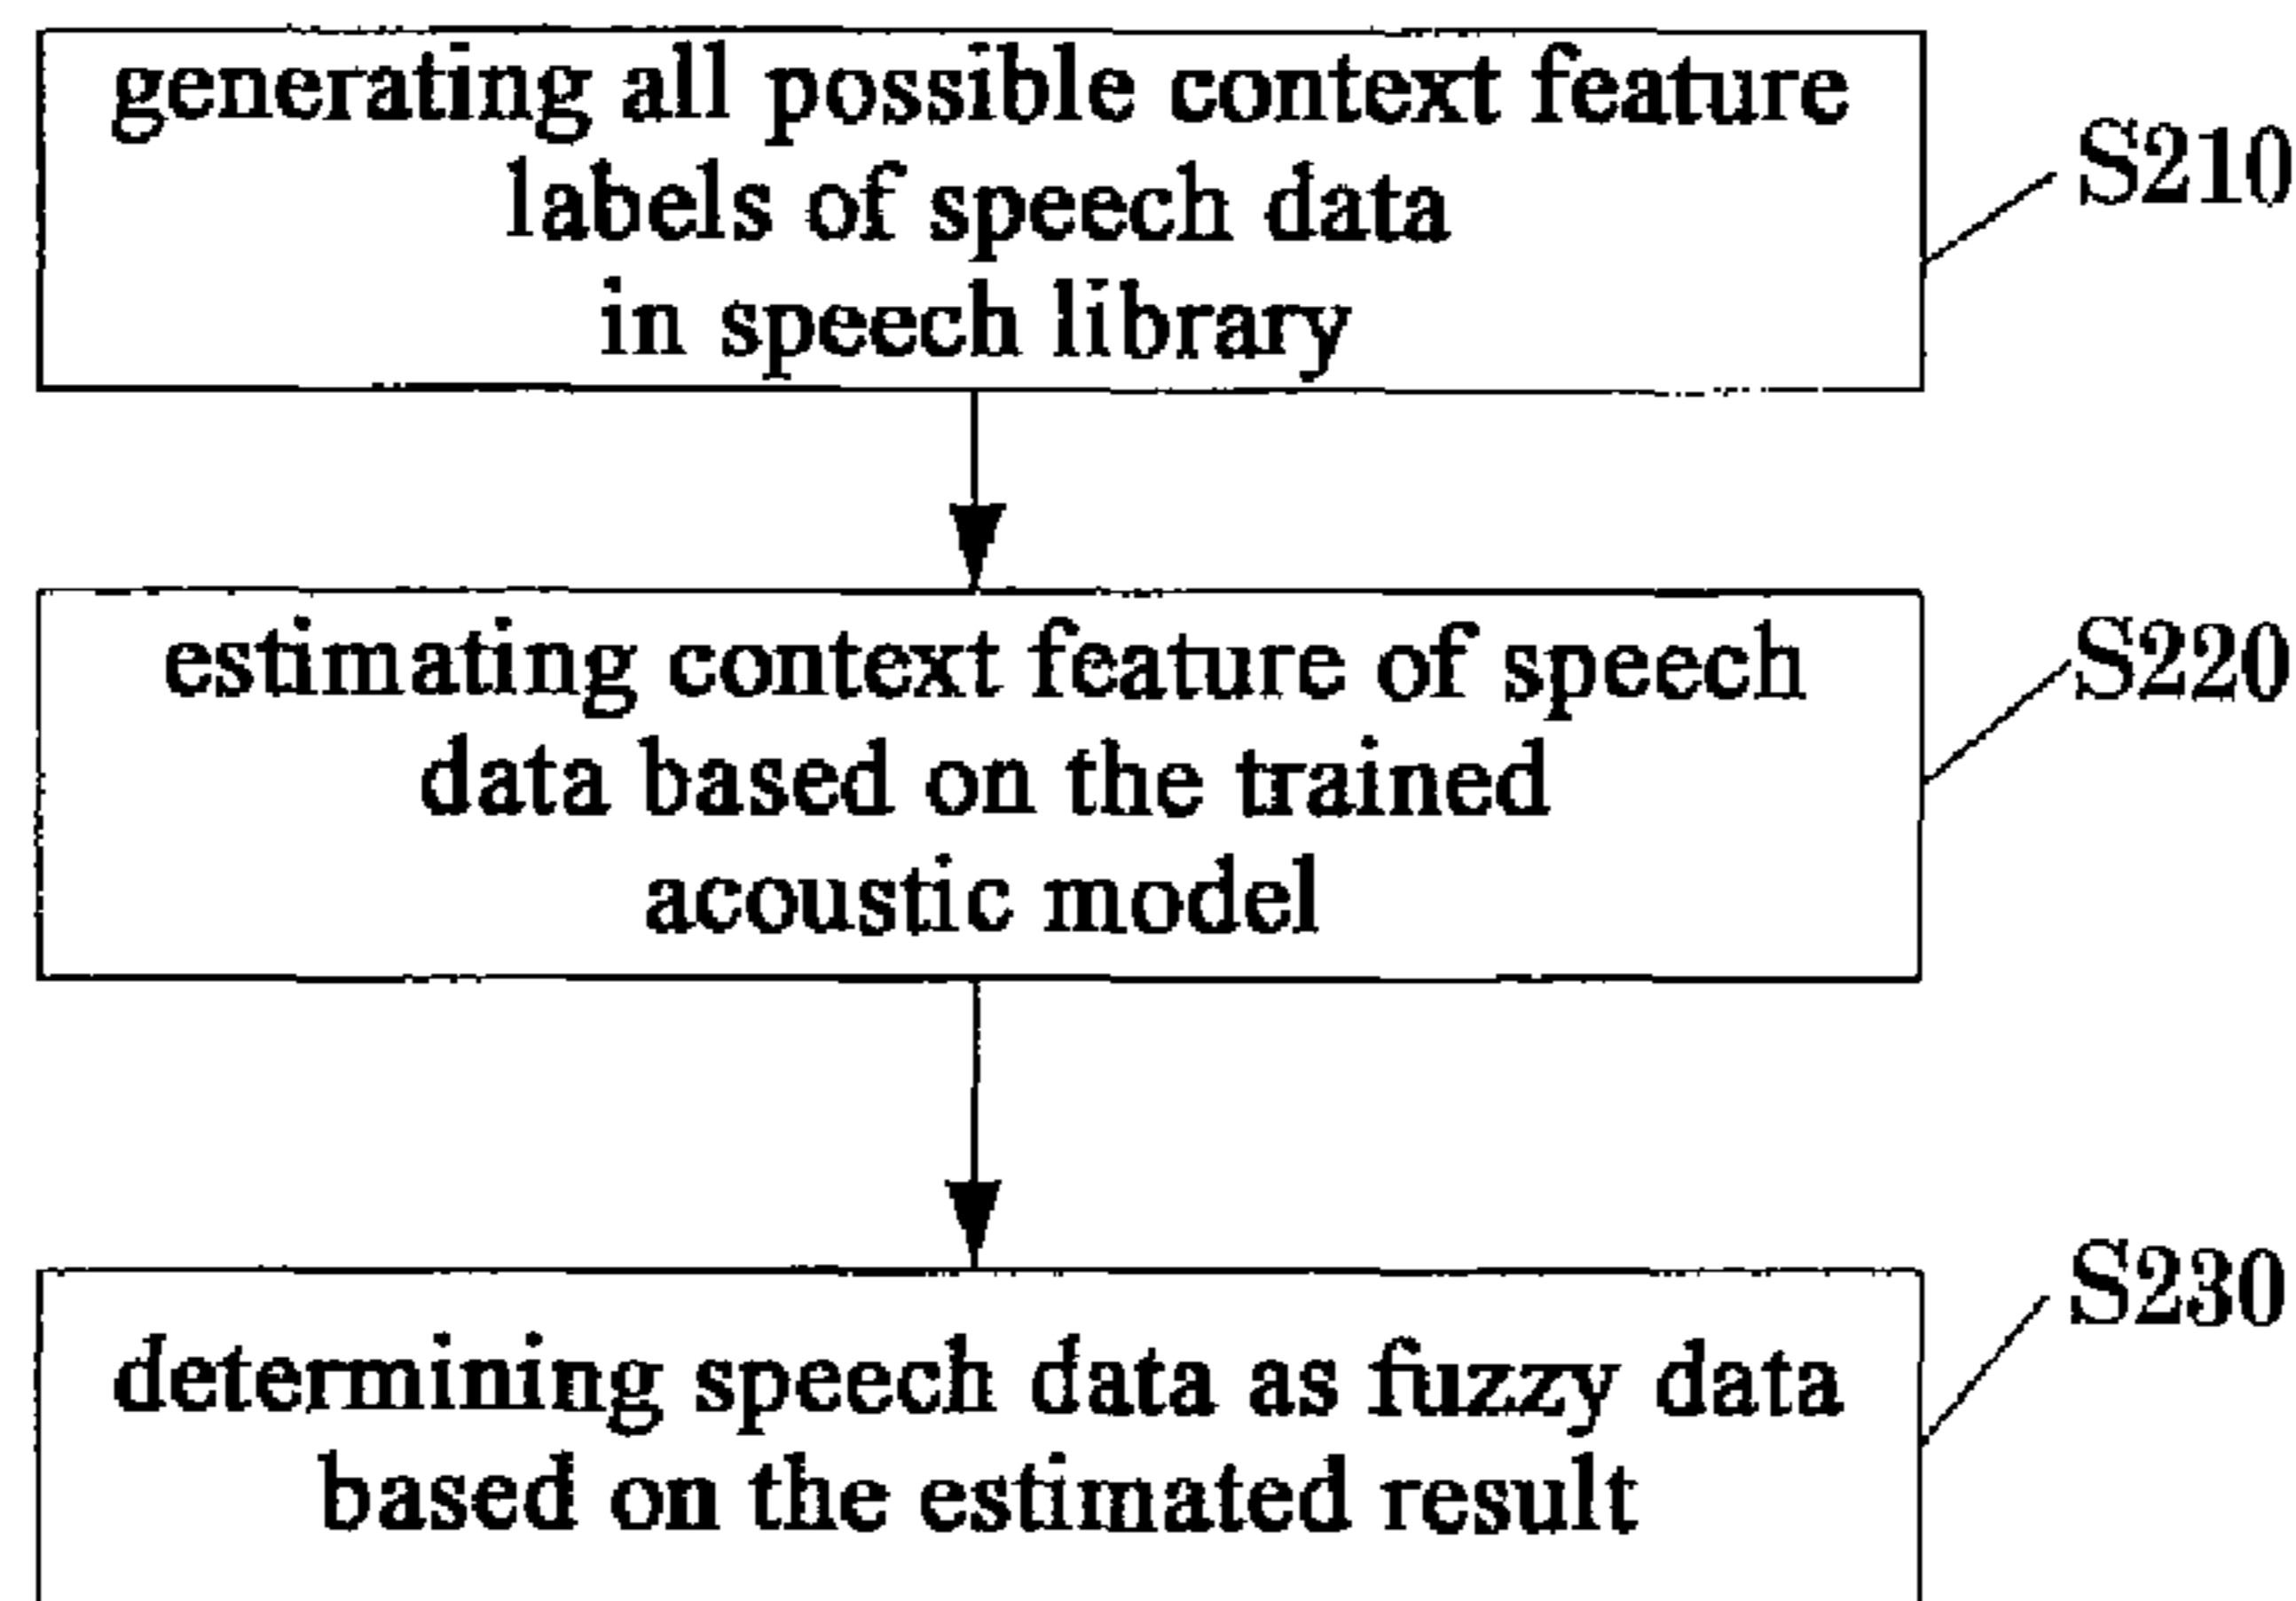 generating all possible context feature
labels of speech data
in speech library
S210
estimating context feature of speech
data based on the trained
acoustic model
S220
determining speech data as fuzzy data
based on the estimated result
S230